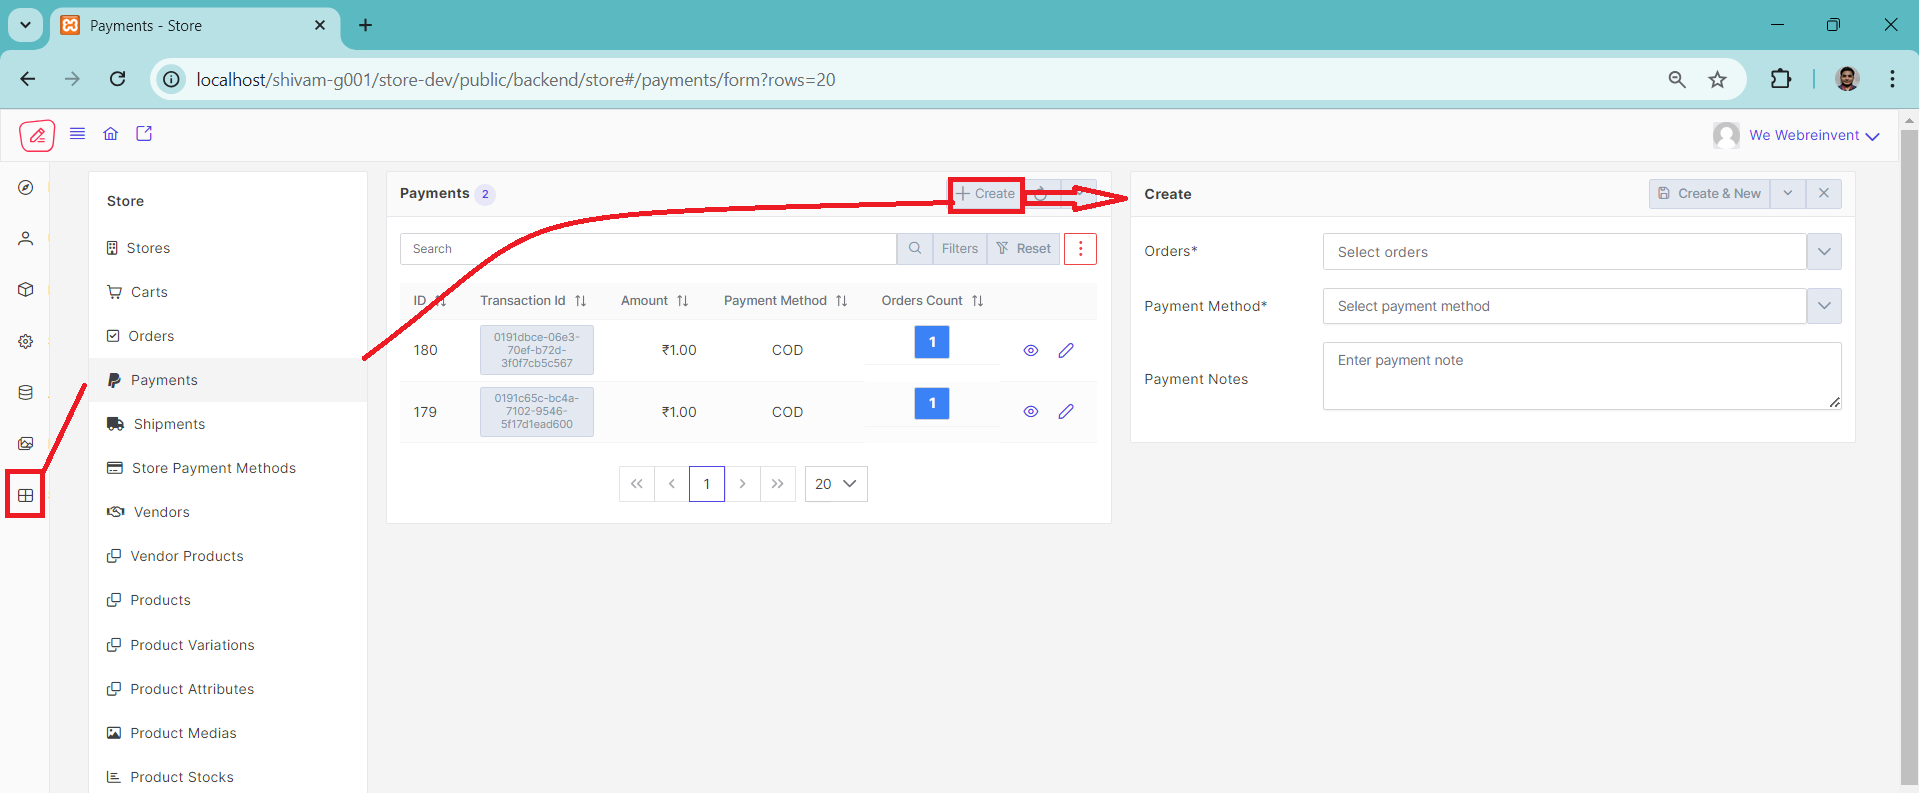 Payments - Store
localhost/shivam-g001/store-dev/public/backend/store#/payments/form?rows=20
We Webreinvent
Store
Stores
Carts
Orders
Payments
Shipments
Store Payment Methods
Vendors
Vendor Products
Products
Product Variations
Product Attributes
Product Medias
Product Stocks
Payments 2
Create
Search
Filters
Reset
ID Transaction Id Amount Payment Method Orders Count
180 0191dbce-06e3-70ef-b72d-3f0f7cb5c567 ₹1.00 COD 1
179 0191c65c-bc4a-7102-9546-5f17d1ead600 ₹1.00 COD 1
1
20
Create
Create & New
Orders* Select orders
Payment Method* Select payment method
Payment Notes Enter payment note